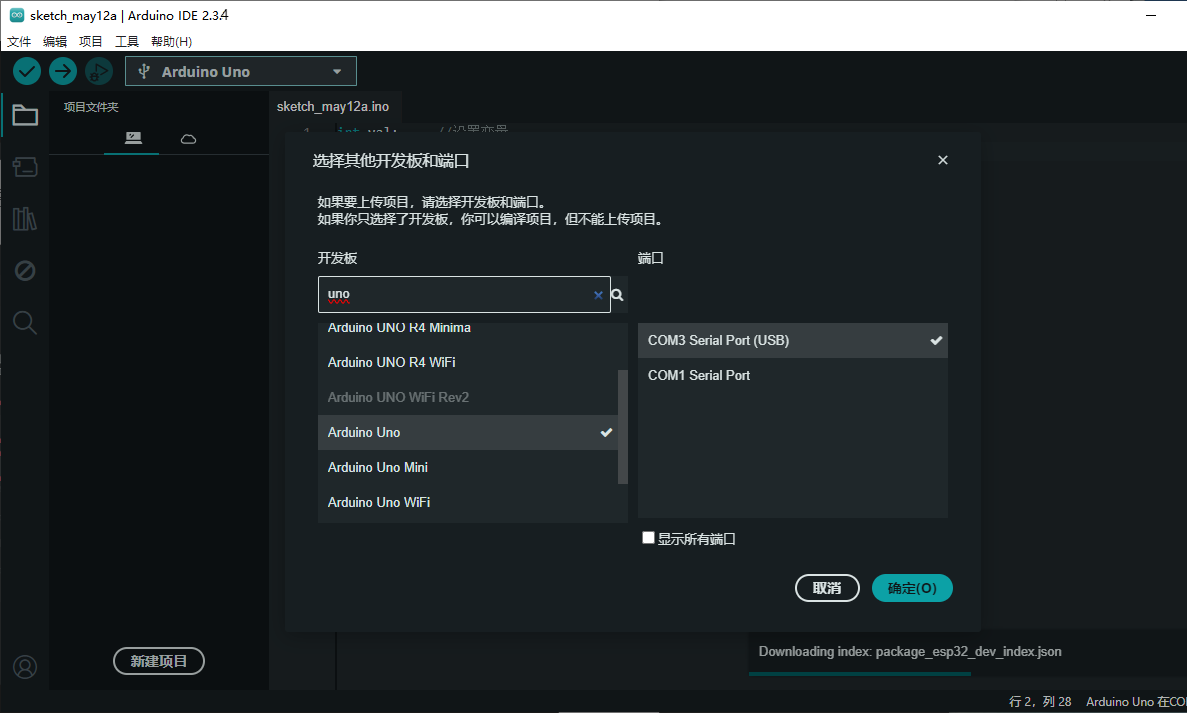 sketch_may12a | Arduino IDE 2.3.4
文件 编辑 项目 工具 帮助(H)
Arduino Uno
项目文件夹
sketch_may12a.ino
1 int val; //设置变量
选择其他开发板和端口
如果要上传项目，请选择开发板和端口。
如果你只选择了开发板，你可以编译项目，但不能上传项目。
开发板
端口
uno
Arduino UNO R4 Minima
Arduino UNO R4 WiFi
Arduino UNO WiFi Rev2
Arduino Uno
Arduino Uno Mini
Arduino Uno WiFi
COM3 Serial Port (USB)
COM1 Serial Port
显示所有端口
取消
确定(O)
新建项目
Downloading index: package_esp32_dev_index.json
行 2，列 28 Arduino Uno 在CO